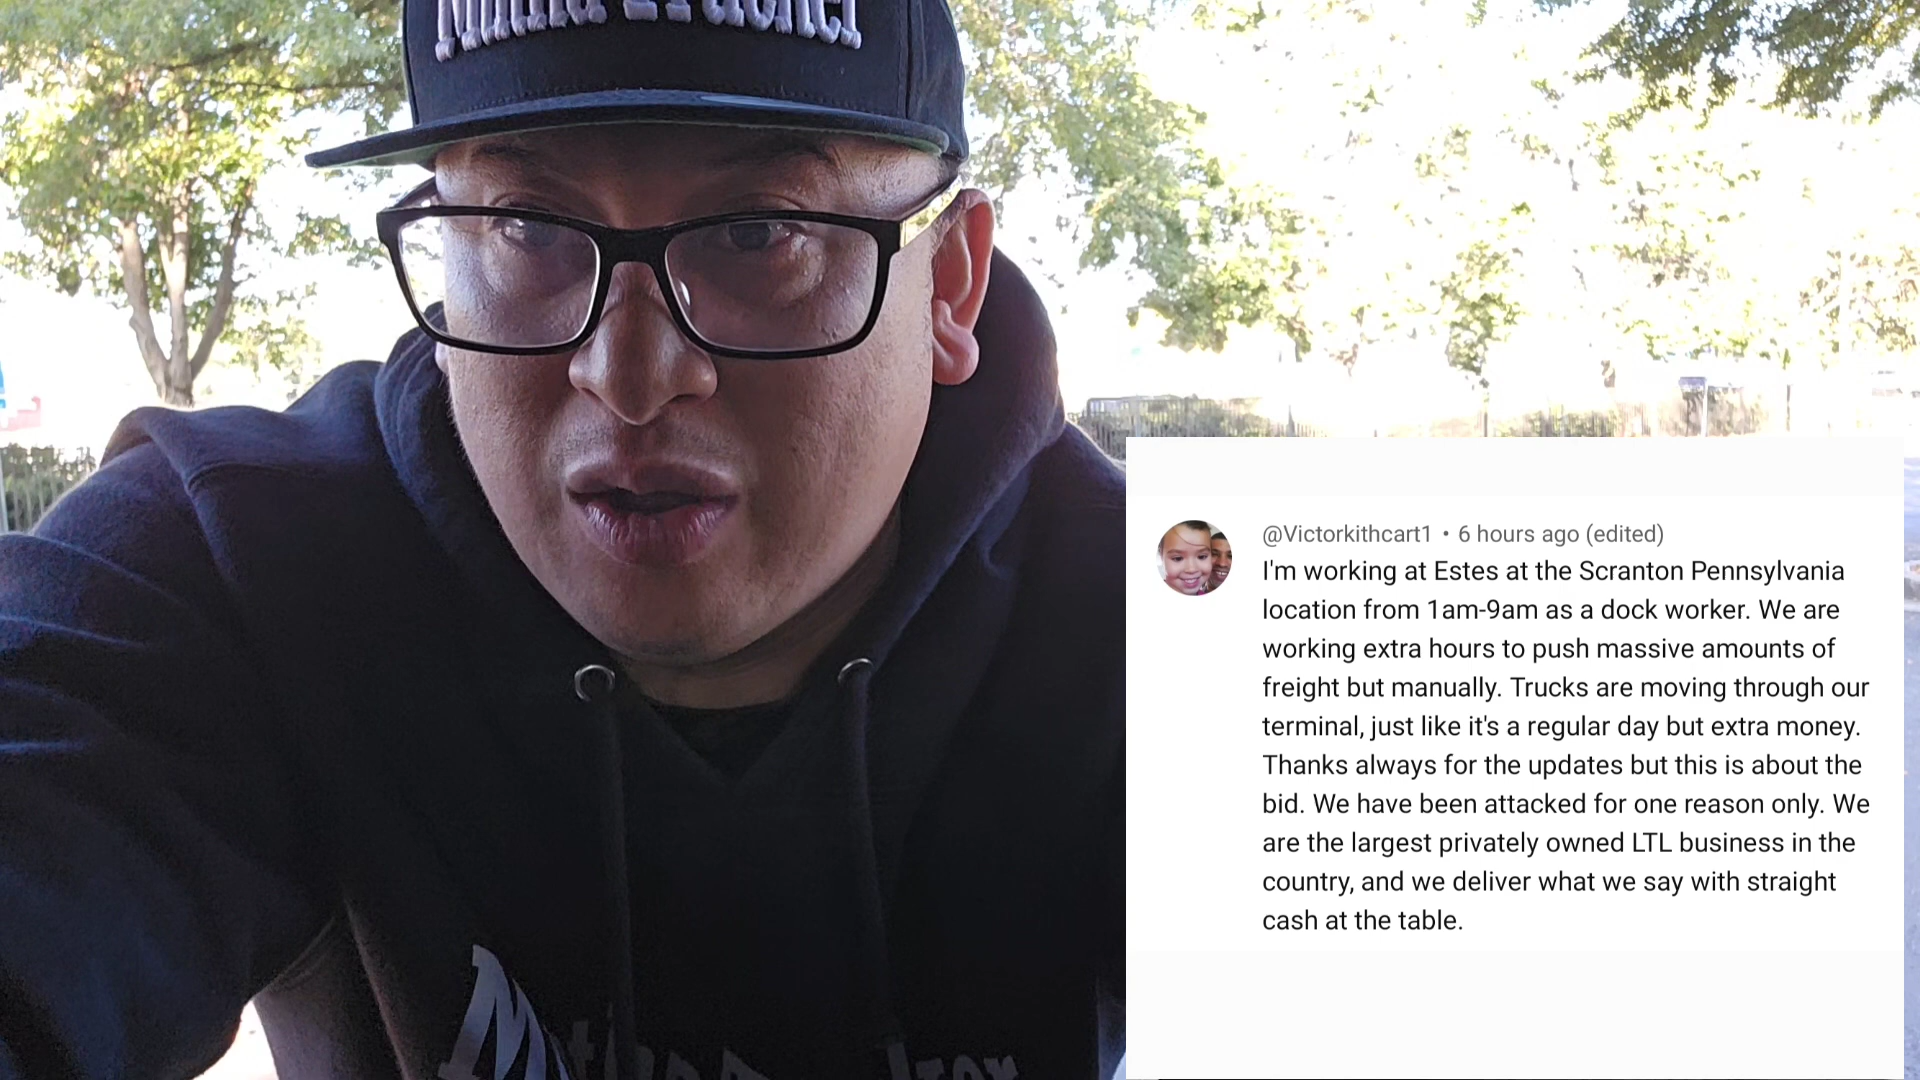 @Victorkithcart1 • 6 hours ago (edited)
I'm working at Estes at the Scranton Pennsylvania
location from 1am-9am as a dock worker. We are
working extra hours to push massive amounts of
freight but manually. Trucks are moving through our
terminal, just like it's a regular day but extra money.
Thanks always for the updates but this is about the
bid. We have been attacked for one reason only. We
are the largest privately owned LTL business in the
country, and we deliver what we say with straight
cash at the table.